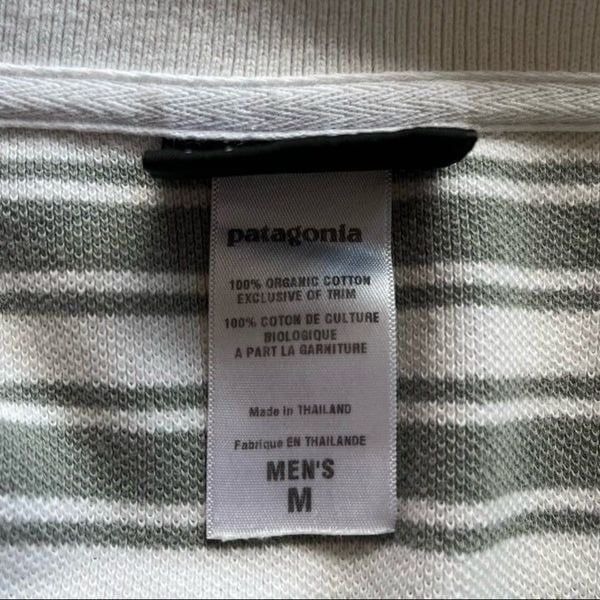 patagonia
100% ORGANIC COTTON
EXCLUSIVE OF TRIM
100% COTON DE CULTURE
BIOLOGIQUE
A PART LA GARNITURE
Made in THAILAND
Fabriqué EN THAILANDE
MEN'S
M